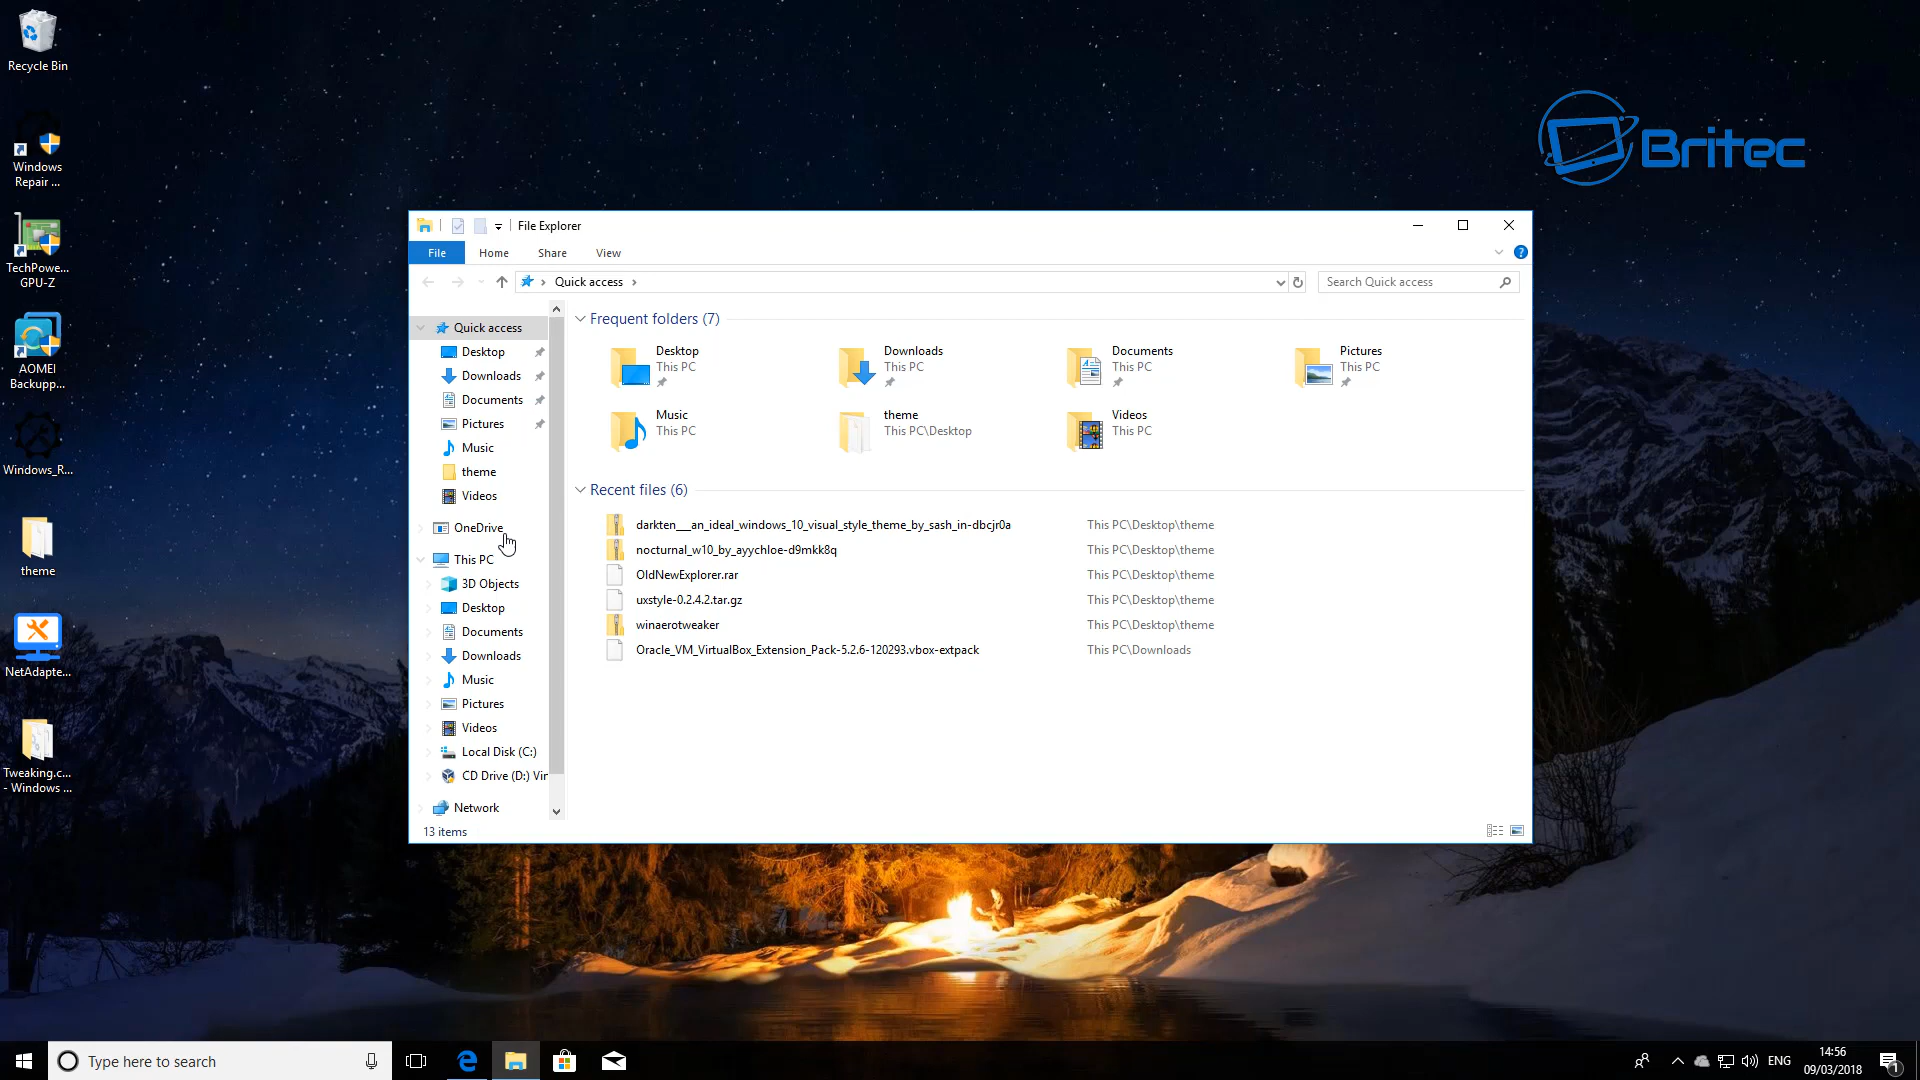 Recycle Bin
Windows
Repair ...
TechPowe...
GPU-Z
AOMEI
Backupp...
Windows_R...
theme
NetAdapte...
Tweaking.c...
- Windows ...
Britec
File Explorer
File
Home
Share
View
Quick access
Search Quick access
Quick access
Desktop
Downloads
Documents
Pictures
Music
theme
Videos
OneDrive
This PC
3D Objects
Desktop
Documents
Downloads
Music
Pictures
Videos
Local Disk (C:)
CD Drive (D:) Vir
Network
Frequent folders (7)
Desktop
This PC
Downloads
This PC
Documents
This PC
Pictures
This PC
Music
This PC
theme
This PC\Desktop
Videos
This PC
Recent files (6)
darkten___an_ideal_windows_10_visual_style_theme_by_sash_in-dbcjr0a This PC\Desktop\theme
nocturnal_w10_by_ayychloe-d9mkk8q This PC\Desktop\theme
OldNewExplorer.rar This PC\Desktop\theme
uxstyle-0.2.4.2.tar.gz This PC\Desktop\theme
winaerotweaker This PC\Desktop\theme
Oracle_VM_VirtualBox_Extension_Pack-5.2.6-120293.vbox-extpack This PC\Downloads
13 items
Type here to search
ENG
14:56
09/03/2018
1